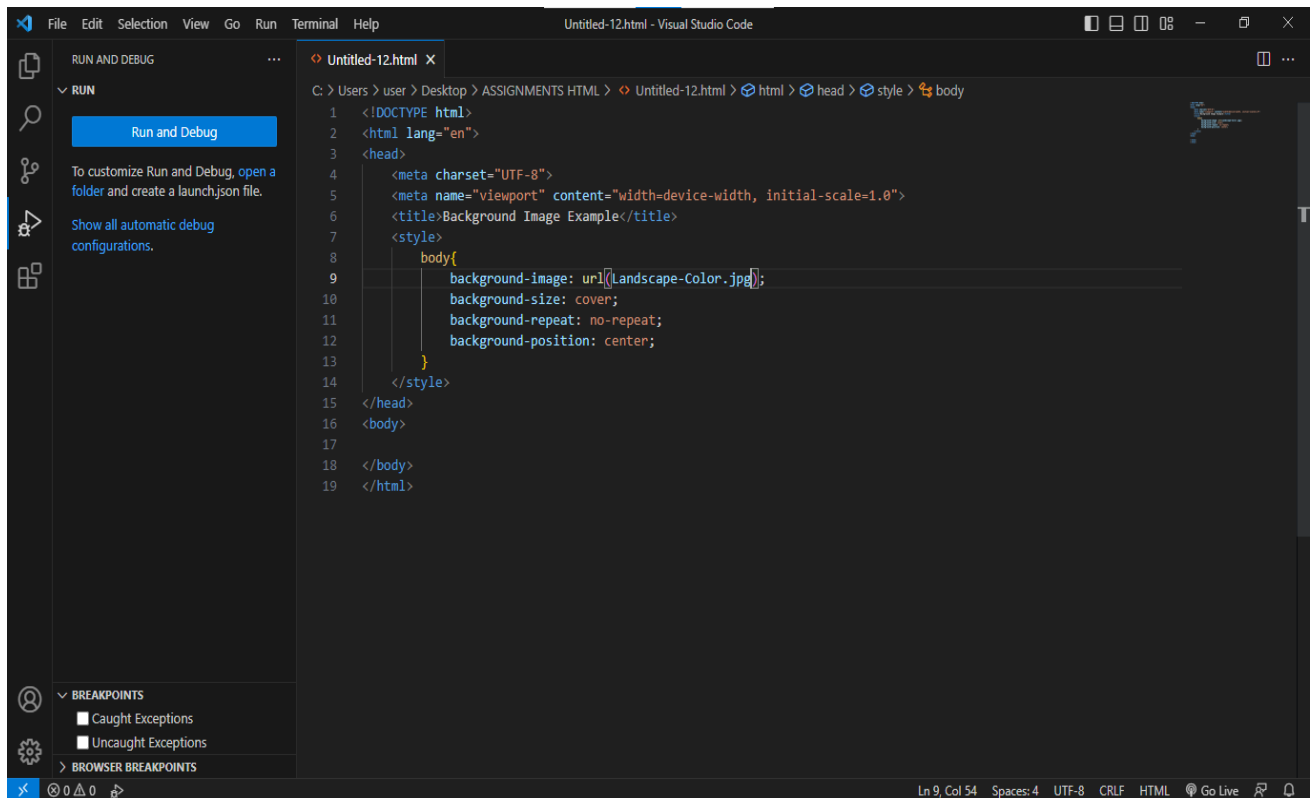 File Edit Selection View Go Run Terminal Help
Untitled-12.html - Visual Studio Code
RUN AND DEBUG
RUN
Run and Debug
To customize Run and Debug, open a
folder and create a launch.json file.
Show all automatic debug
configurations.
Untitled-12.html
C: > Users > user > Desktop > ASSIGNMENTS HTML > Untitled-12.html > html > head > style > body
1 <!DOCTYPE html>
2 <html lang="en">
3 <head>
4 <meta charset="UTF-8">
5 <meta name="viewport" content="width=device-width, initial-scale=1.0">
6 <title>Background Image Example</title>
7 <style>
8 body{
9 background-image: url(Landscape-Color.jpg);
10 background-size: cover;
11 background-repeat: no-repeat;
12 background-position: center;
13 }
14 </style>
15 </head>
16 <body>
17
18 </body>
19 </html>
BREAKPOINTS
Caught Exceptions
Uncaught Exceptions
BROWSER BREAKPOINTS
0 0 Ln 9, Col 54 Spaces: 4 UTF-8 CRLF HTML Go Live